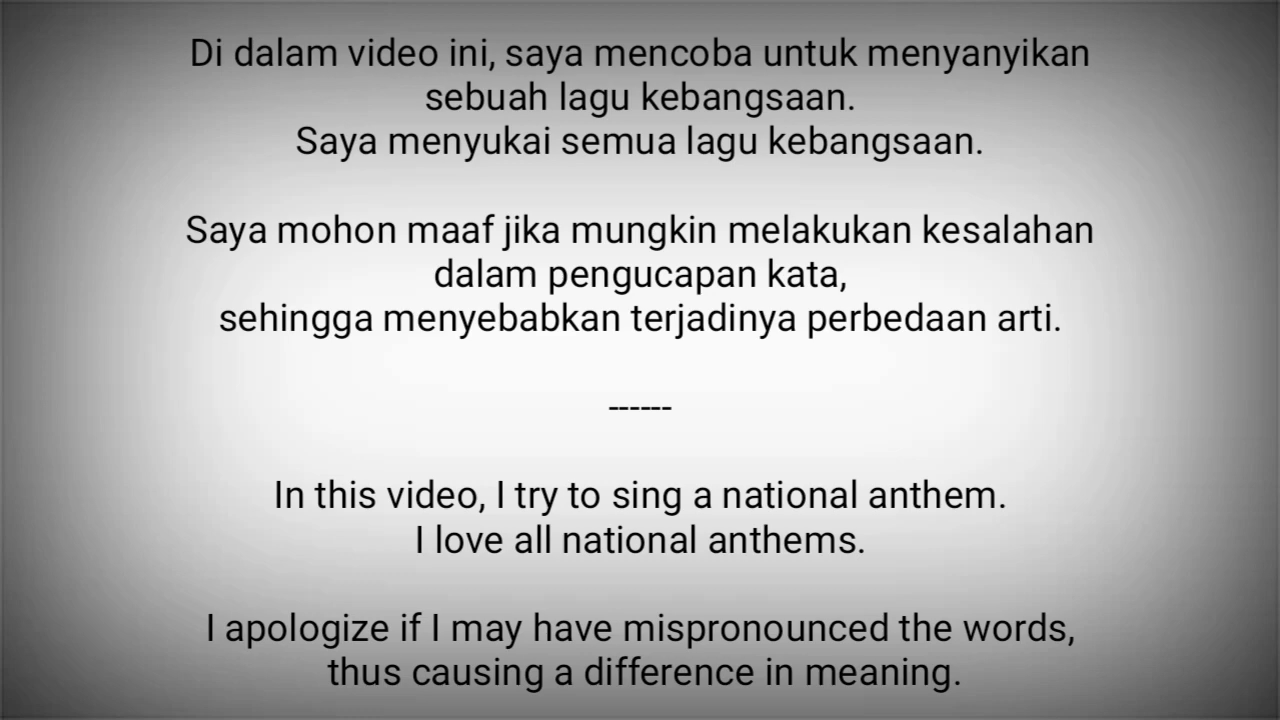 Di dalam video ini, saya mencoba untuk menyanyikan
sebuah lagu kebangsaan.
Saya menyukai semua lagu kebangsaan.
Saya mohon maaf jika mungkin melakukan kesalahan
dalam pengucapan kata,
sehingga menyebabkan terjadinya perbedaan arti.
------
In this video, I try to sing a national anthem.
I love all national anthems.
I apologize if I may have mispronounced the words,
thus causing a difference in meaning.